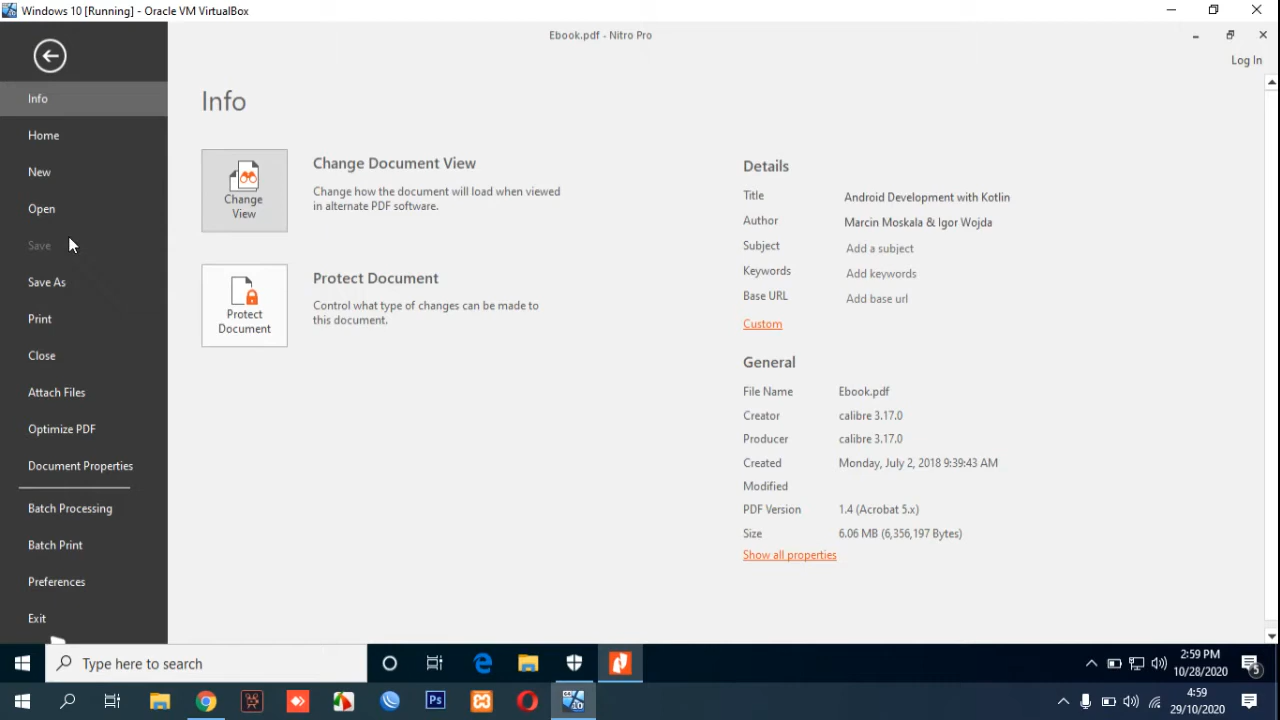 Windows 10 [Running] - Oracle VM VirtualBox
Ebook.pdf - Nitro Pro
Log In
Info
Home
New
Open
Save
Save As
Print
Close
Attach Files
Optimize PDF
Document Properties
Batch Processing
Batch Print
Preferences
Exit
Info
Change
View
Change Document View
Change how the document will load when viewed
in alternate PDF software.
Protect
Document
Protect Document
Control what type of changes can be made to
this document.
Details
Title Android Development with Kotlin
Author Marcin Moskala & Igor Wojda
Subject Add a subject
Keywords Add keywords
Base URL Add base url
Custom
General
File Name Ebook.pdf
Creator calibre 3.17.0
Producer calibre 3.17.0
Created Monday, July 2, 2018 9:39:43 AM
Modified
PDF Version 1.4 (Acrobat 5.x)
Size 6.06 MB (6,356,197 Bytes)
Show all properties
Type here to search
2:59 PM
10/28/2020
5
Ps
4:59
29/10/2020